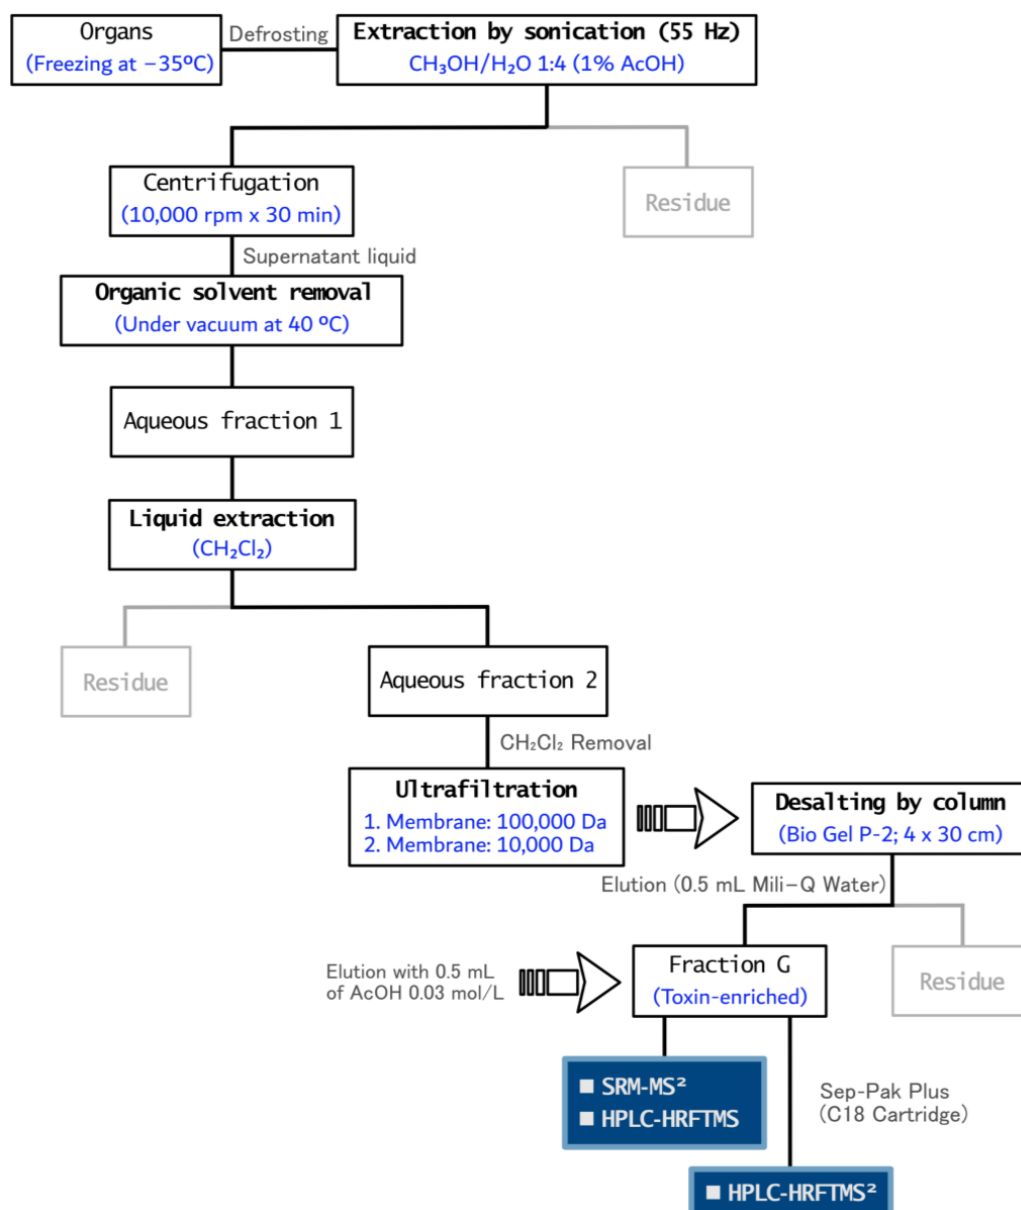 Organs
(Freezing at −35ºC)
Defrosting
Extraction by sonication (55 Hz)
CH₃OH/H₂O 1:4 (1% AcOH)
Centrifugation
(10,000 rpm x 30 min)
Residue
Supernatant liquid
Organic solvent removal
(Under vacuum at 40 ºC)
Aqueous fraction 1
Liquid extraction
(CH₂Cl₂)
Residue
Aqueous fraction 2
CH₂Cl₂ Removal
Ultrafiltration
1. Membrane: 100,000 Da
2. Membrane: 10,000 Da
Desalting by column
(Bio Gel P-2; 4 x 30 cm)
Elution (0.5 mL Mili−Q Water)
Elution with 0.5 mL
of AcOH 0.03 mol/L
Fraction G
(Toxin-enriched)
Residue
■ SRM-MS²
■ HPLC-HRFTMS
Sep-Pak Plus
(C18 Cartridge)
■ HPLC-HRFTMS²